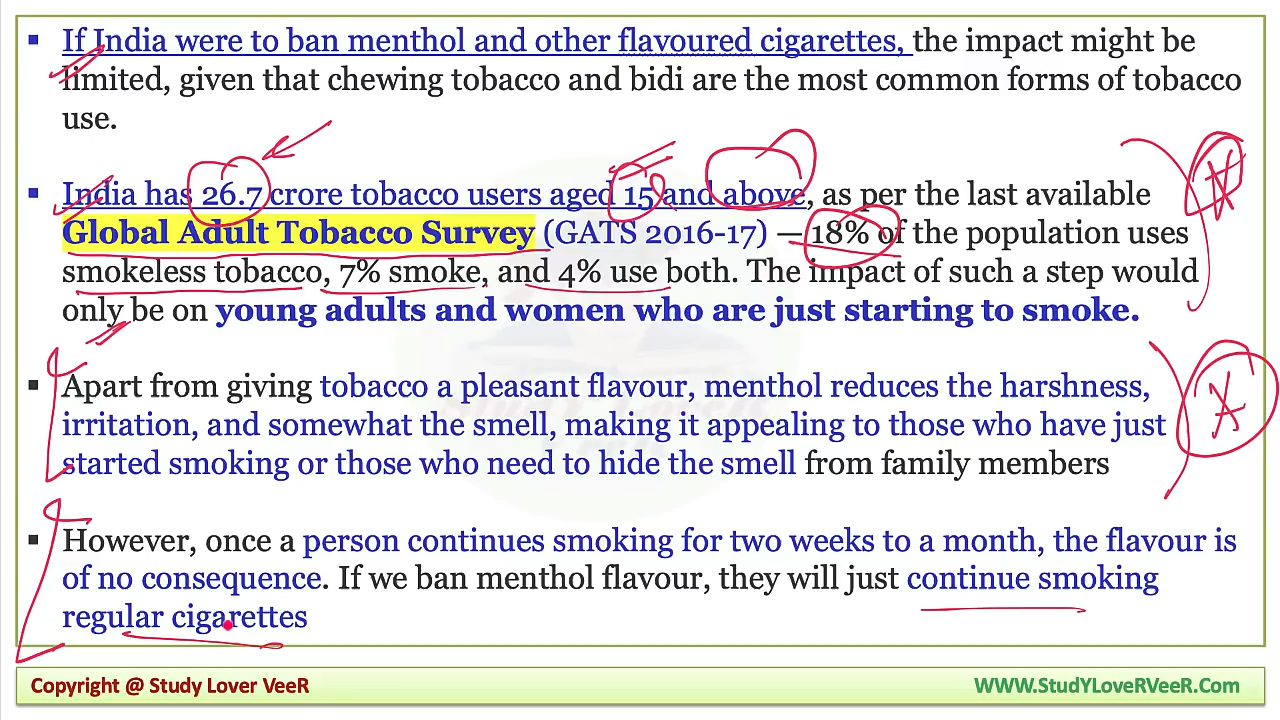 ▪ If India were to ban menthol and other flavoured cigarettes, the impact might be
limited, given that chewing tobacco and bidi are the most common forms of tobacco
use.
▪ India has 26.7 crore tobacco users aged 15 and above, as per the last available
Global Adult Tobacco Survey (GATS 2016-17) — 18% of the population uses
smokeless tobacco, 7% smoke, and 4% use both. The impact of such a step would
only be on young adults and women who are just starting to smoke.
▪ Apart from giving tobacco a pleasant flavour, menthol reduces the harshness,
irritation, and somewhat the smell, making it appealing to those who have just
started smoking or those who need to hide the smell from family members
▪ However, once a person continues smoking for two weeks to a month, the flavour is
of no consequence. If we ban menthol flavour, they will just continue smoking
regular cigarettes
Copyright @ Study Lover VeeR
WWW.StudYLoveRVeeR.Com